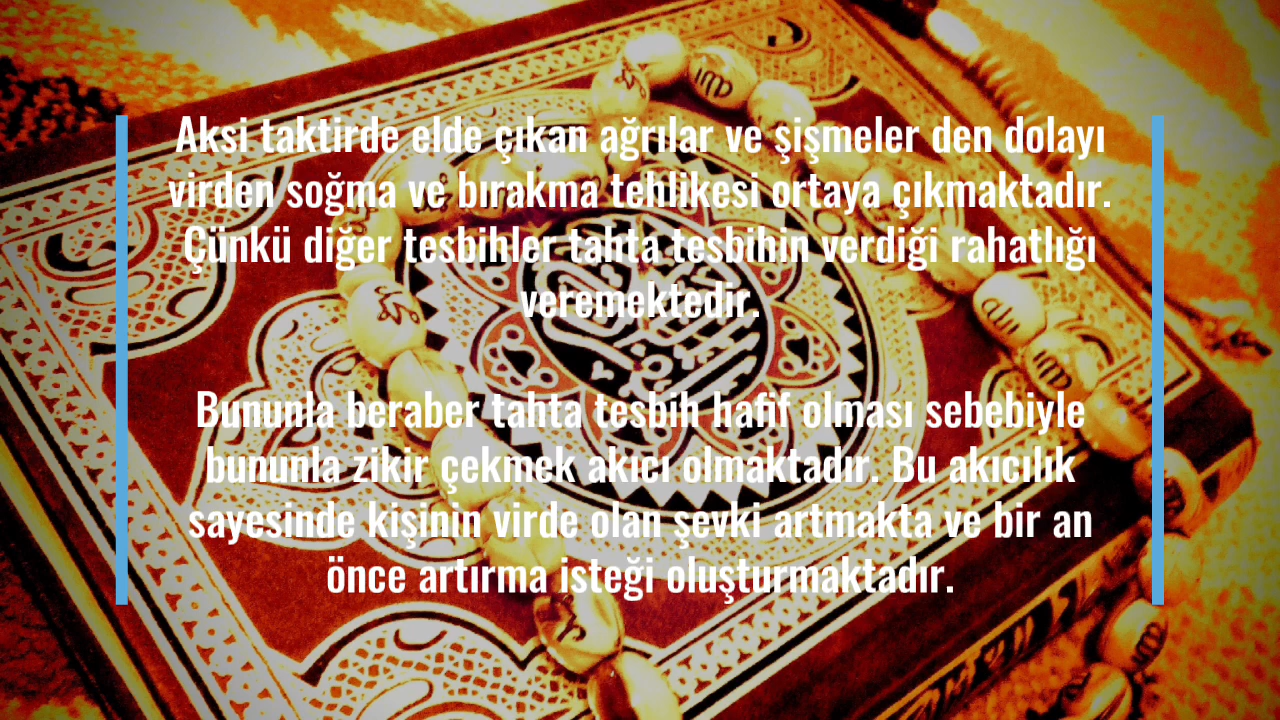 Aksi taktirde elde çıkan ağrılar ve şişmeler den dolayı
virden soğma ve bırakma tehlikesi ortaya çıkmaktadır.
Çünkü diğer tesbihler tahta tesbihin verdiği rahatlığı
veremektedir.
Bununla beraber tahta tesbih hafif olması sebebiyle
bununla zikir çekmek akıcı olmaktadır. Bu akıcılık
sayesinde kişinin virde olan şevki artmakta ve bir an
önce artırma isteği oluşturmaktadır.